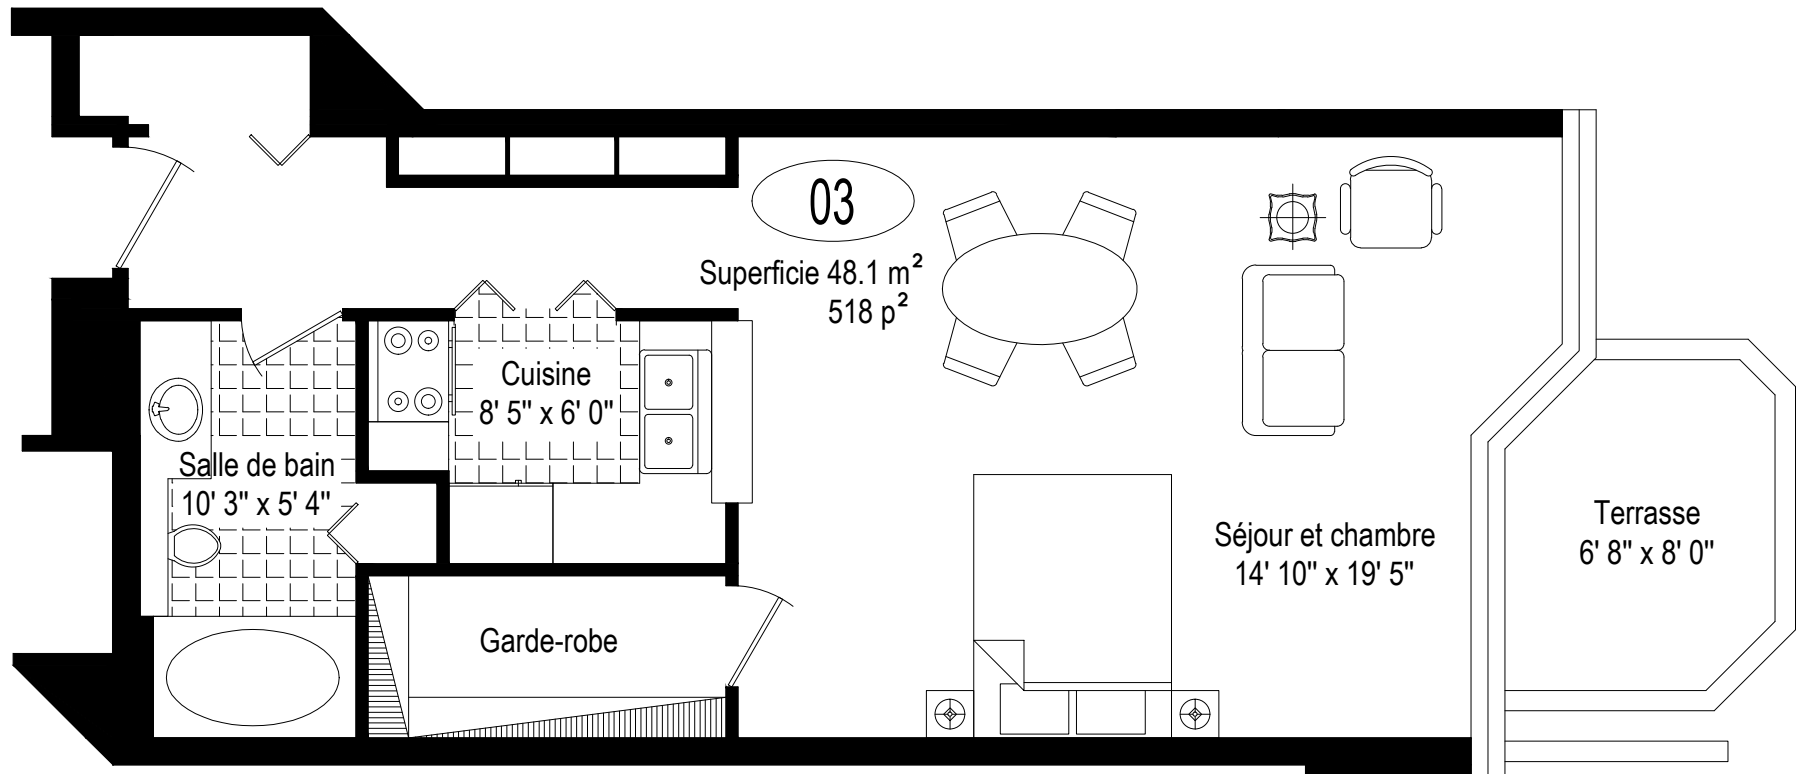 03
Superficie 48.1 m²
518 p²
Cuisine
8' 5" x 6' 0"
Salle de bain
10' 3" x 5' 4"
Séjour et chambre
14' 10" x 19' 5"
Terrasse
6' 8" x 8' 0"
Garde-robe